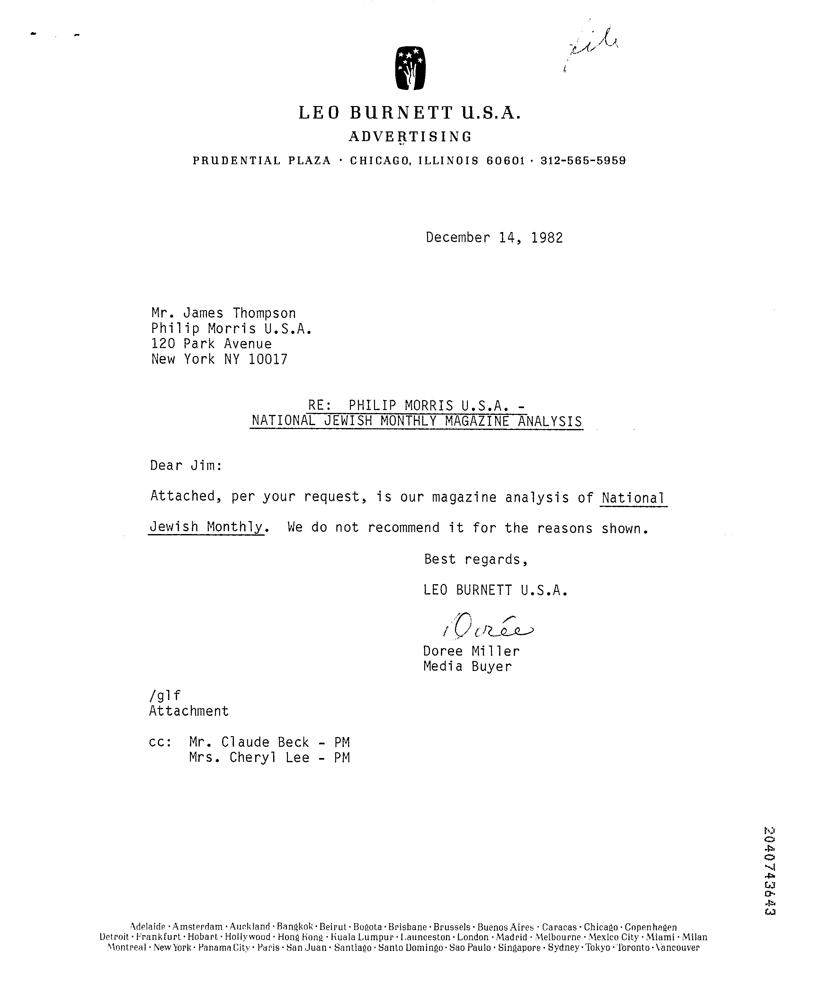 file
LEO BURNETT U.S.A.
ADVERTISING
PRUDENTIAL PLAZA · CHICAGO, ILLINOIS 60601 · 312-565-5959
December 14, 1982
Mr. James Thompson
Philip Morris U.S.A.
120 Park Avenue
New York NY 10017
RE: PHILIP MORRIS U.S.A. -
NATIONAL JEWISH MONTHLY MAGAZINE ANALYSIS
Dear Jim:
Attached, per your request, is our magazine analysis of National
Jewish Monthly. We do not recommend it for the reasons shown.
Best regards,
LEO BURNETT U.S.A.
Dorée
Doree Miller
Media Buyer
/glf
Attachment
cc: Mr. Claude Beck - PM
Mrs. Cheryl Lee - PM
2040743643
Adelaide · Amsterdam · Auckland · Bangkok · Beirut · Bogota · Brisbane · Brussels · Buenos Aires · Caracas · Chicago · Copenhagen
Detroit · Frankfurt · Hobart · Hollywood · Hong Kong · Kuala Lumpur · Launceston · London · Madrid · Melbourne · Mexico City · Miami · Milan
Montreal · New York · Panama City · Paris · San Juan · Santiago · Santo Domingo · Sao Paulo · Singapore · Sydney · Tokyo · Toronto · Vancouver